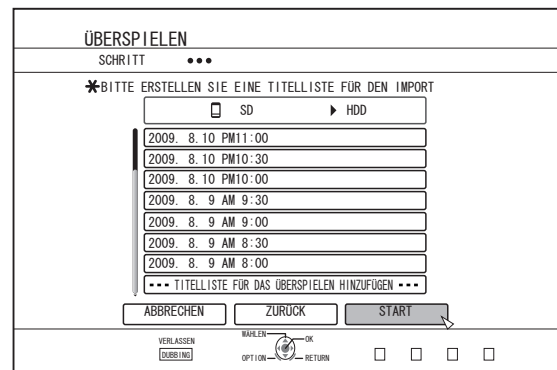 ÜBERSPIELEN
SCHRITT
BITTE ERSTELLEN SIE EINE TITELLISTE FÜR DEN IMPORT
SD HDD
2009. 8.10 PM11:00
2009. 8.10 PM10:30
2009. 8.10 PM10:00
2009. 8. 9 AM 9:30
2009. 8. 9 AM 9:00
2009. 8. 9 AM 8:30
2009. 8. 9 AM 8:00
--- TITELLISTE FÜR DAS ÜBERSPIELEN HINZUFÜGEN ---
ABBRECHEN ZURÜCK START
VERLASSEN
DUBBING
WÄHLEN OK
OPTION RETURN